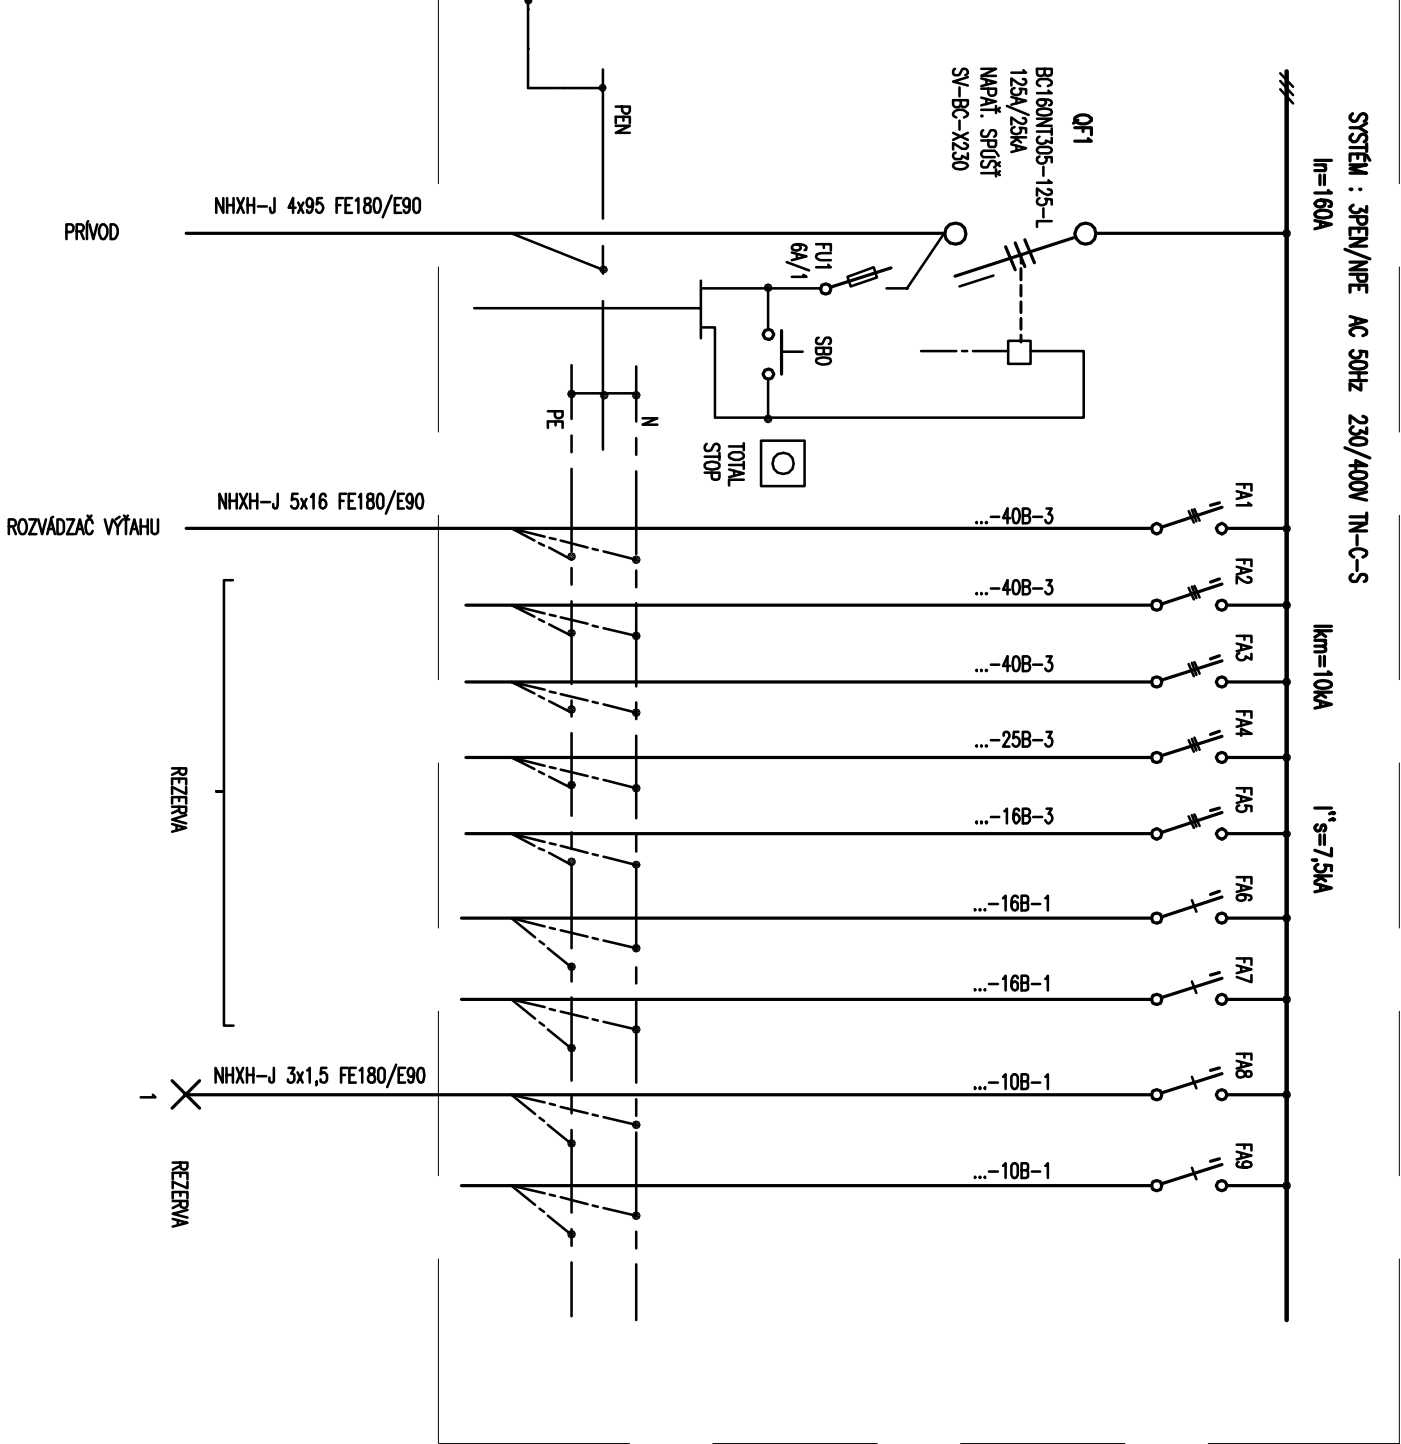 SYSTÉM : 3PEN/NPE AC 50Hz 230/400V TN-C-S
In=160A
Ikm=10kA
I"s=7,5kA
QF1
BC160NT305-125-L
125A/25kA
NAPÄŤ. SPÚŠŤ
SV-BC-X230
PEN
NHXH-J 4x95 FE180/E90
PRÍVOD
FU1
6A/1
SB0
TOTAL
STOP
N
PE
FA1
...-40B-3
NHXH-J 5x16 FE180/E90
ROZVÁDZAČ VÝŤAHU
FA2
...-40B-3
FA3
...-40B-3
FA4
...-25B-3
FA5
...-16B-3
FA6
...-16B-1
FA7
...-16B-1
REZERVA
FA8
...-10B-1
NHXH-J 3x1,5 FE180/E90
1
FA9
...-10B-1
REZERVA